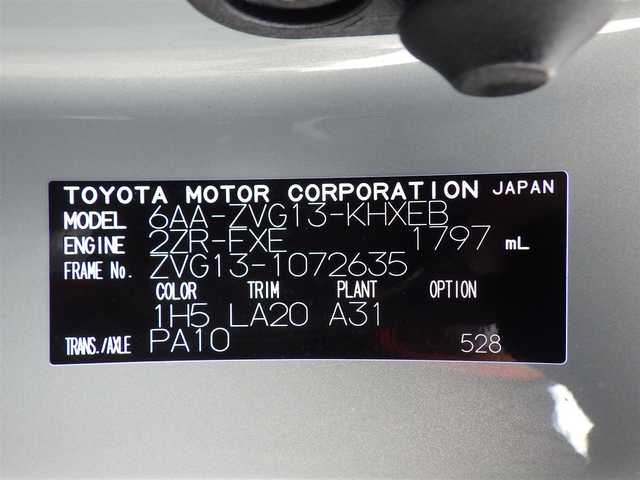 TOYOTA MOTOR CORPORATION JAPAN
MODEL 6AA-ZVG13-KHXEB
ENGINE 2ZR-FXE 1797 mL
FRAME No. ZVG13-1072635
COLOR TRIM PLANT OPTION
1H5 LA20 A31
TRANS./AXLE PA10 528